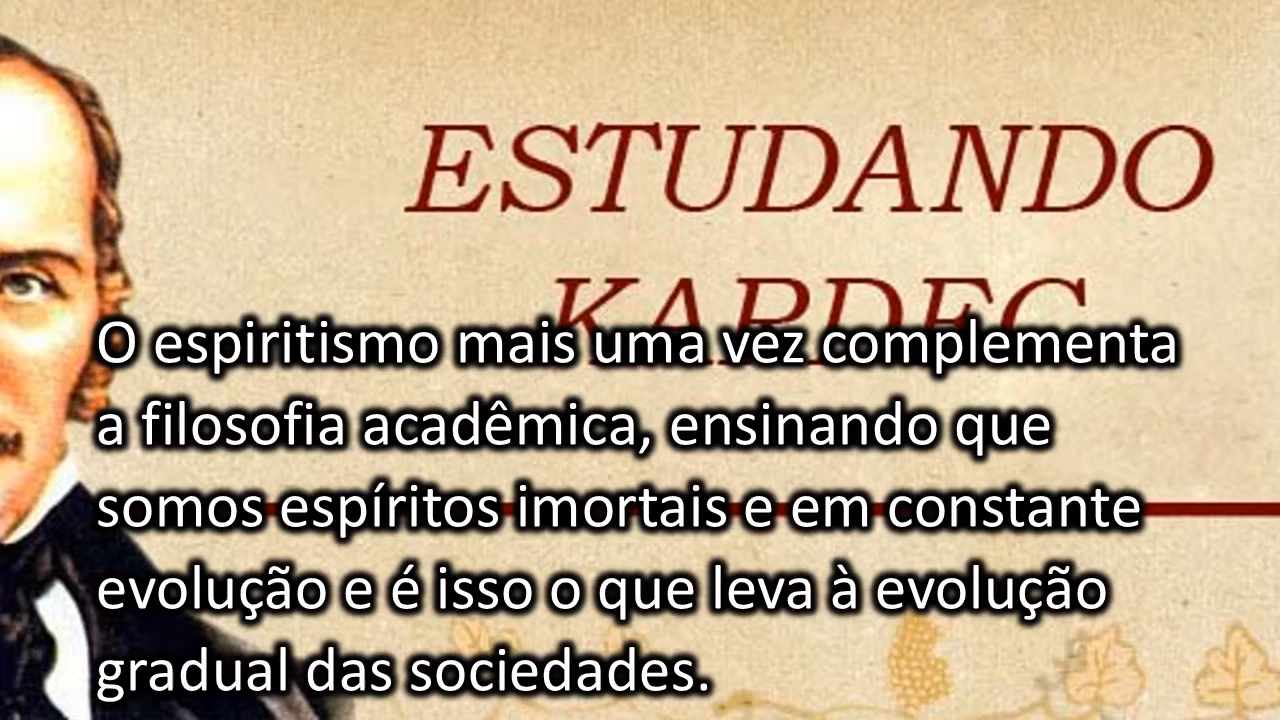 ESTUDANDO
KARDEC
O espiritismo mais uma vez complementa
a filosofia acadêmica, ensinando que
somos espíritos imortais e em constante
evolução e é isso o que leva à evolução
gradual das sociedades.